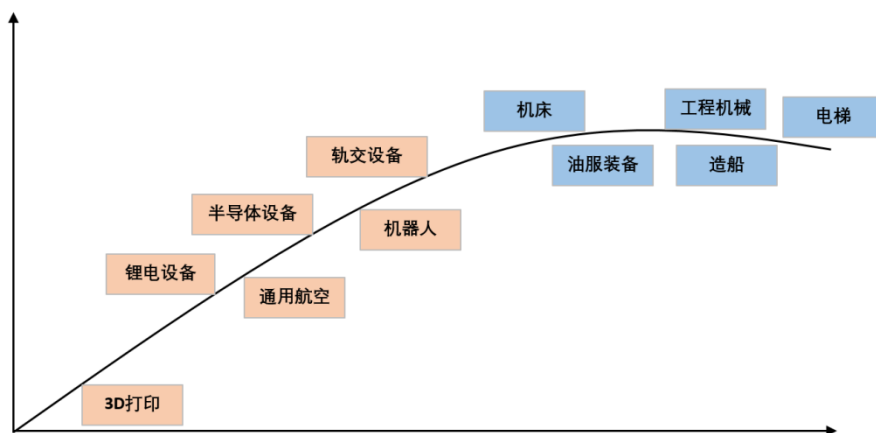 机床
工程机械
电梯
轨交设备
油服装备
造船
半导体设备
机器人
锂电设备
通用航空
3D打印